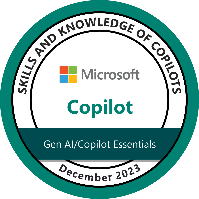 SKILLS AND KNOWLEDGE OF COPILOTS
Microsoft
Copilot
Gen AI/Copilot Essentials
December 2023